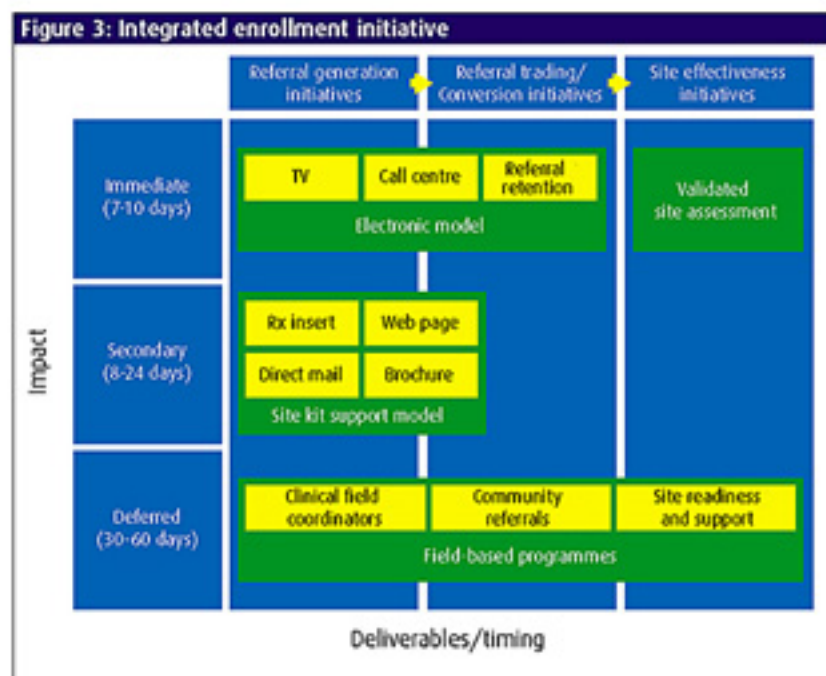 Figure 3: Integrated enrollment initiative
Referral generation
initiatives
Referral trading/
Conversion initiatives
Site effectiveness
initiatives
Immediate
(7-10 days)
TV
Call centre
Referral
retention
Electronic model
Validated
site assessment
Impact
Secondary
(8-24 days)
Rx insert
Web page
Direct mail
Brochure
Site kit support model
Deferred
(30-60 days)
Clinical field
coordinators
Community
referrals
Site readiness
and support
Field-based programmes
Deliverables/timing